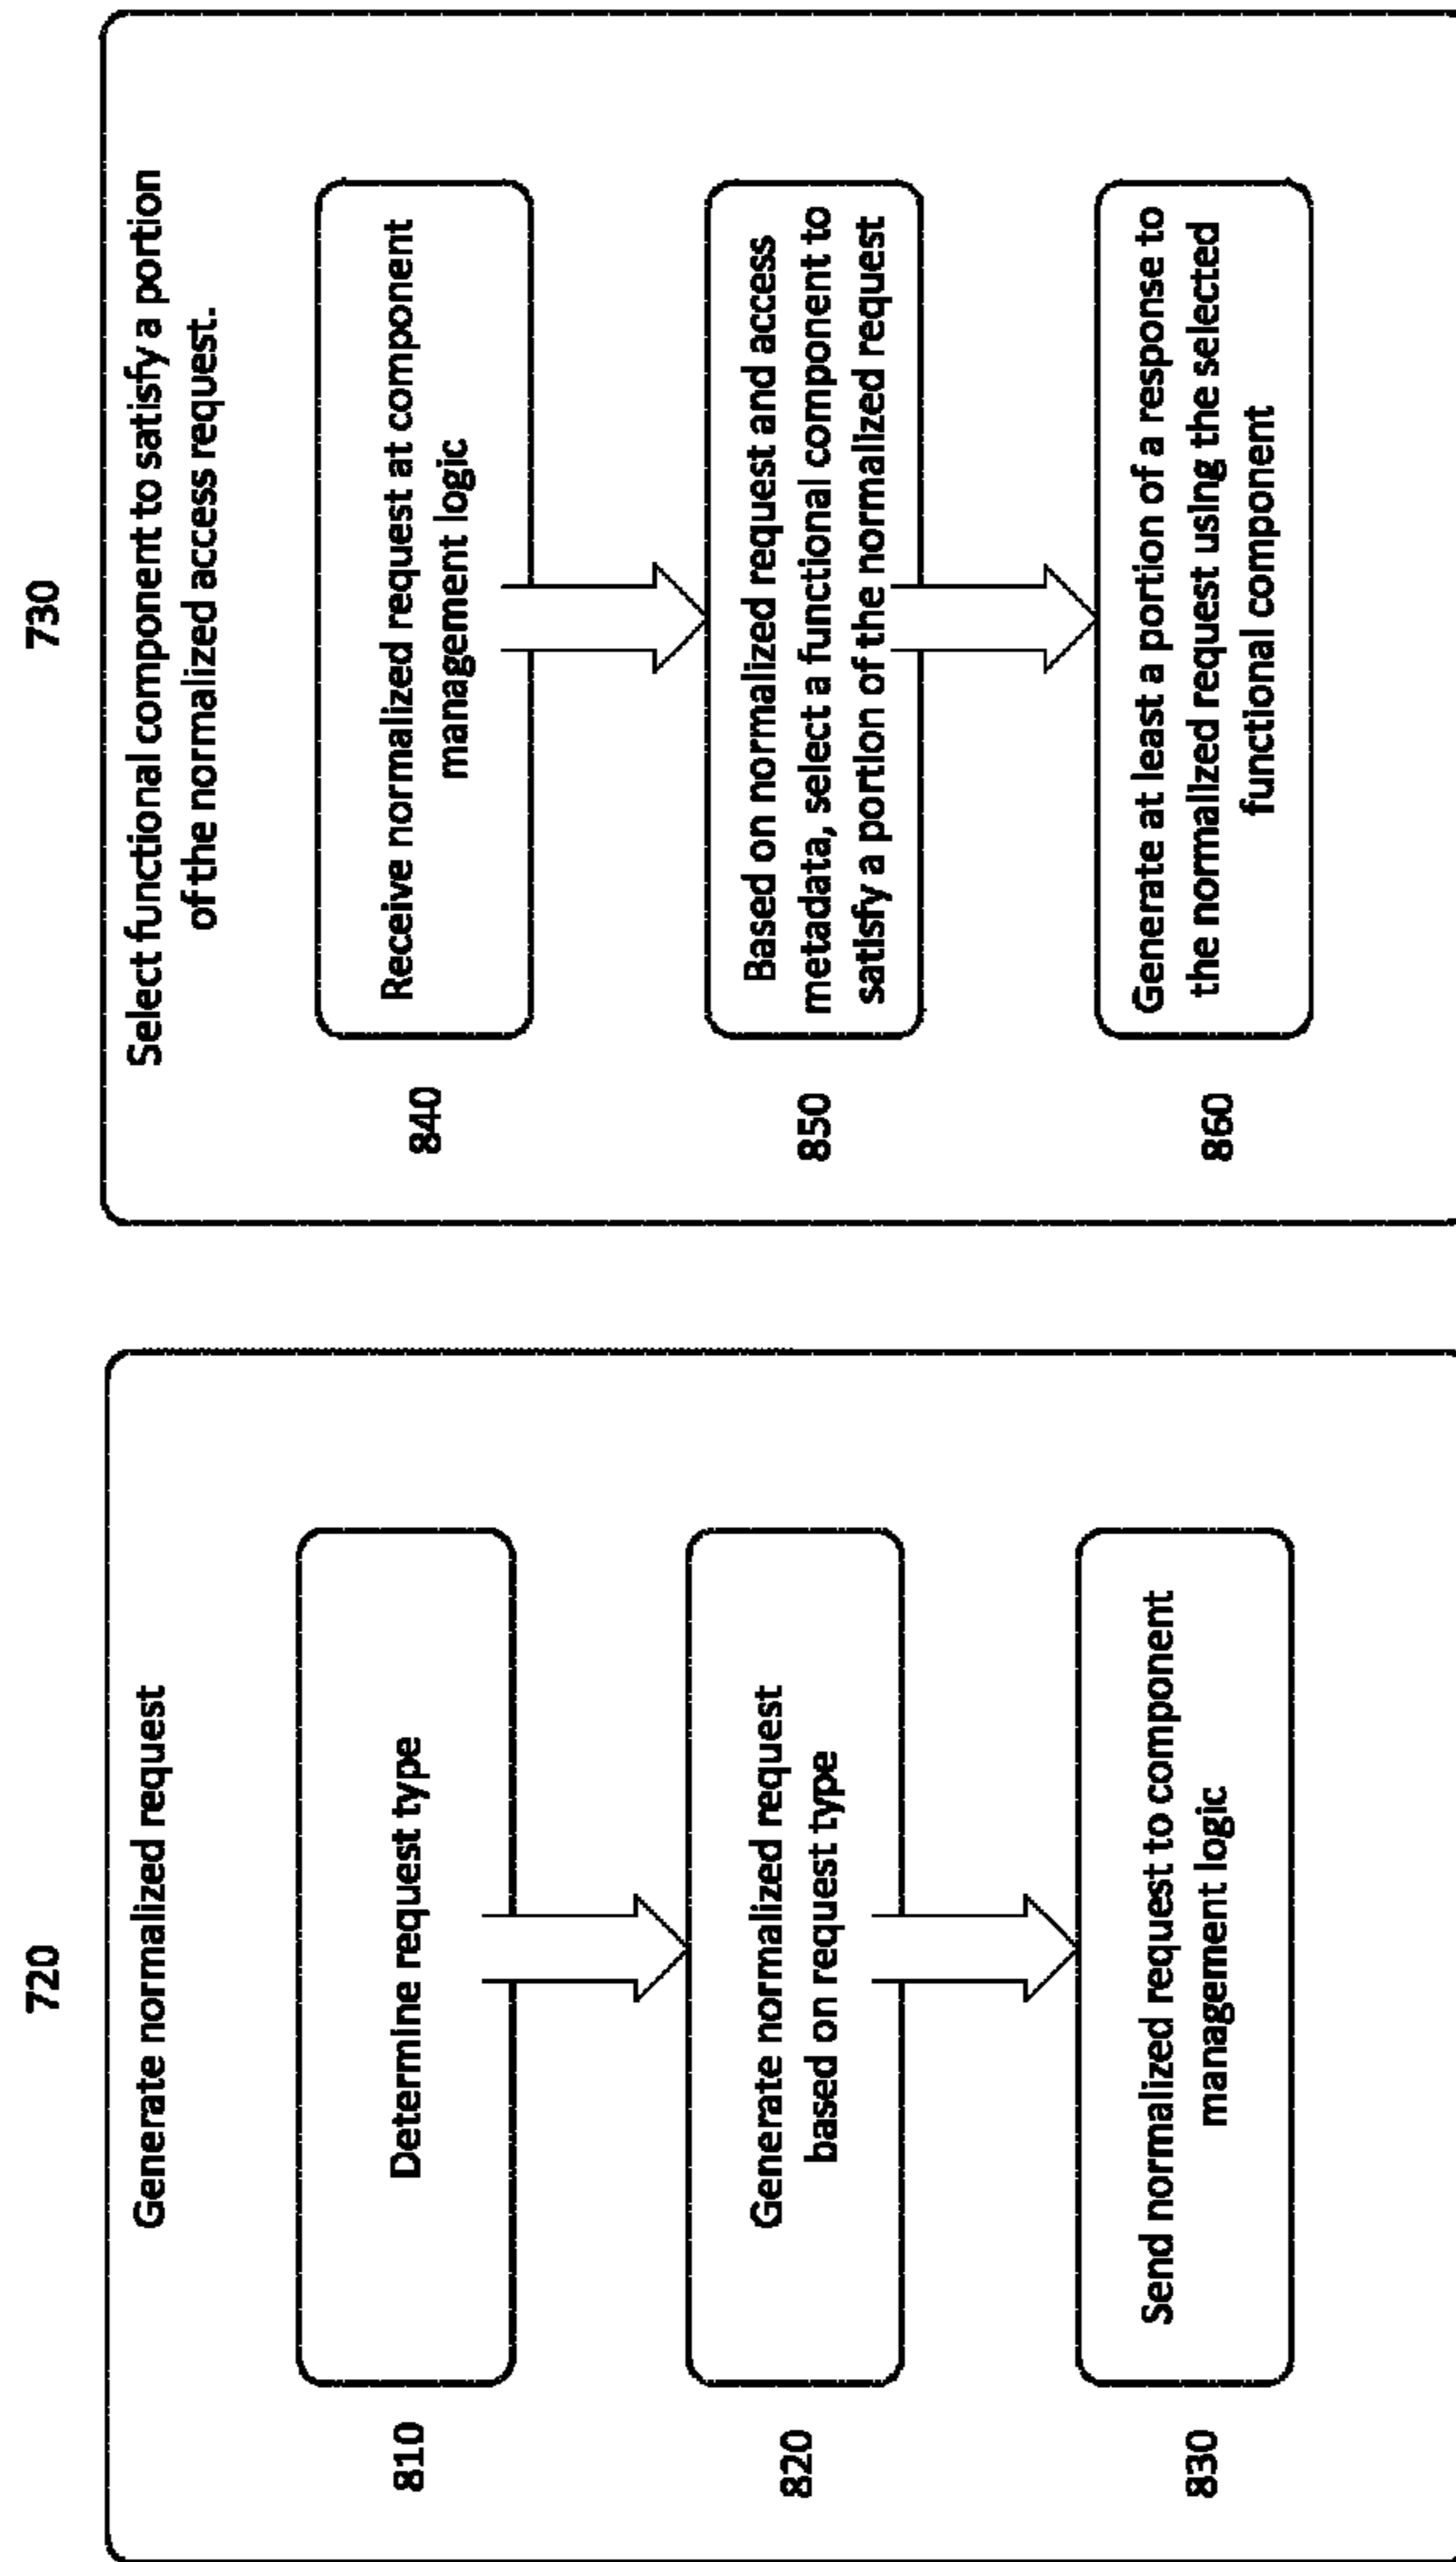 720
Generate normalized request
810
Determine request type
820
Generate normalized request
based on request type
830
Send normalized request to component
management logic
730
Select functional component to satisfy a portion
of the normalized access request.
840
Receive normalized request at component
management logic
850
Based on normalized request and access
metadata, select a functional component to
satisfy a portion of the normalized request
860
Generate at least a portion of a response to
the normalized request using the selected
functional component